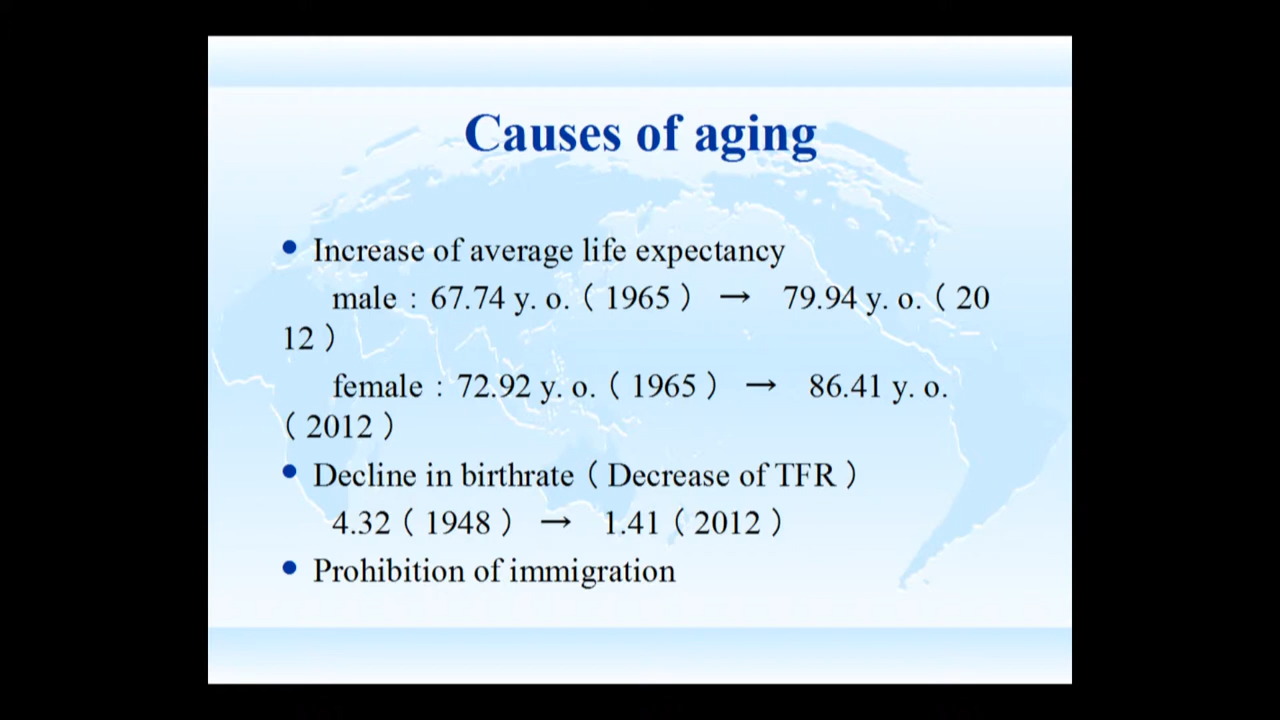 Causes of aging
• Increase of average life expectancy
male : 67.74 y. o. ( 1965 ) → 79.94 y. o. ( 20
12 )
female : 72.92 y. o. ( 1965 ) → 86.41 y. o.
( 2012 )
• Decline in birthrate ( Decrease of TFR )
4.32 ( 1948 ) → 1.41 ( 2012 )
• Prohibition of immigration